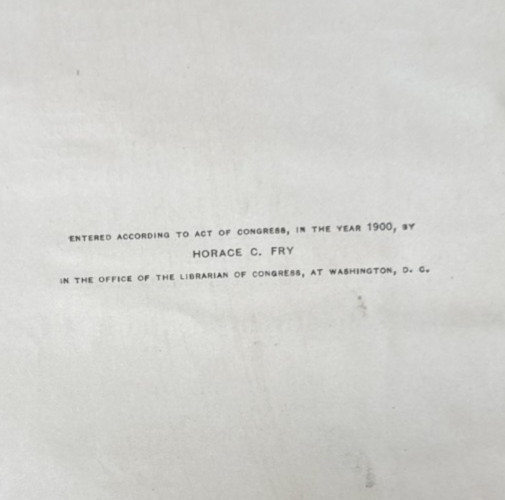 ENTERED ACCORDING TO ACT OF CONGRESS, IN THE YEAR 1900, BY
HORACE C. FRY
IN THE OFFICE OF THE LIBRARIAN OF CONGRESS, AT WASHINGTON, D. C.